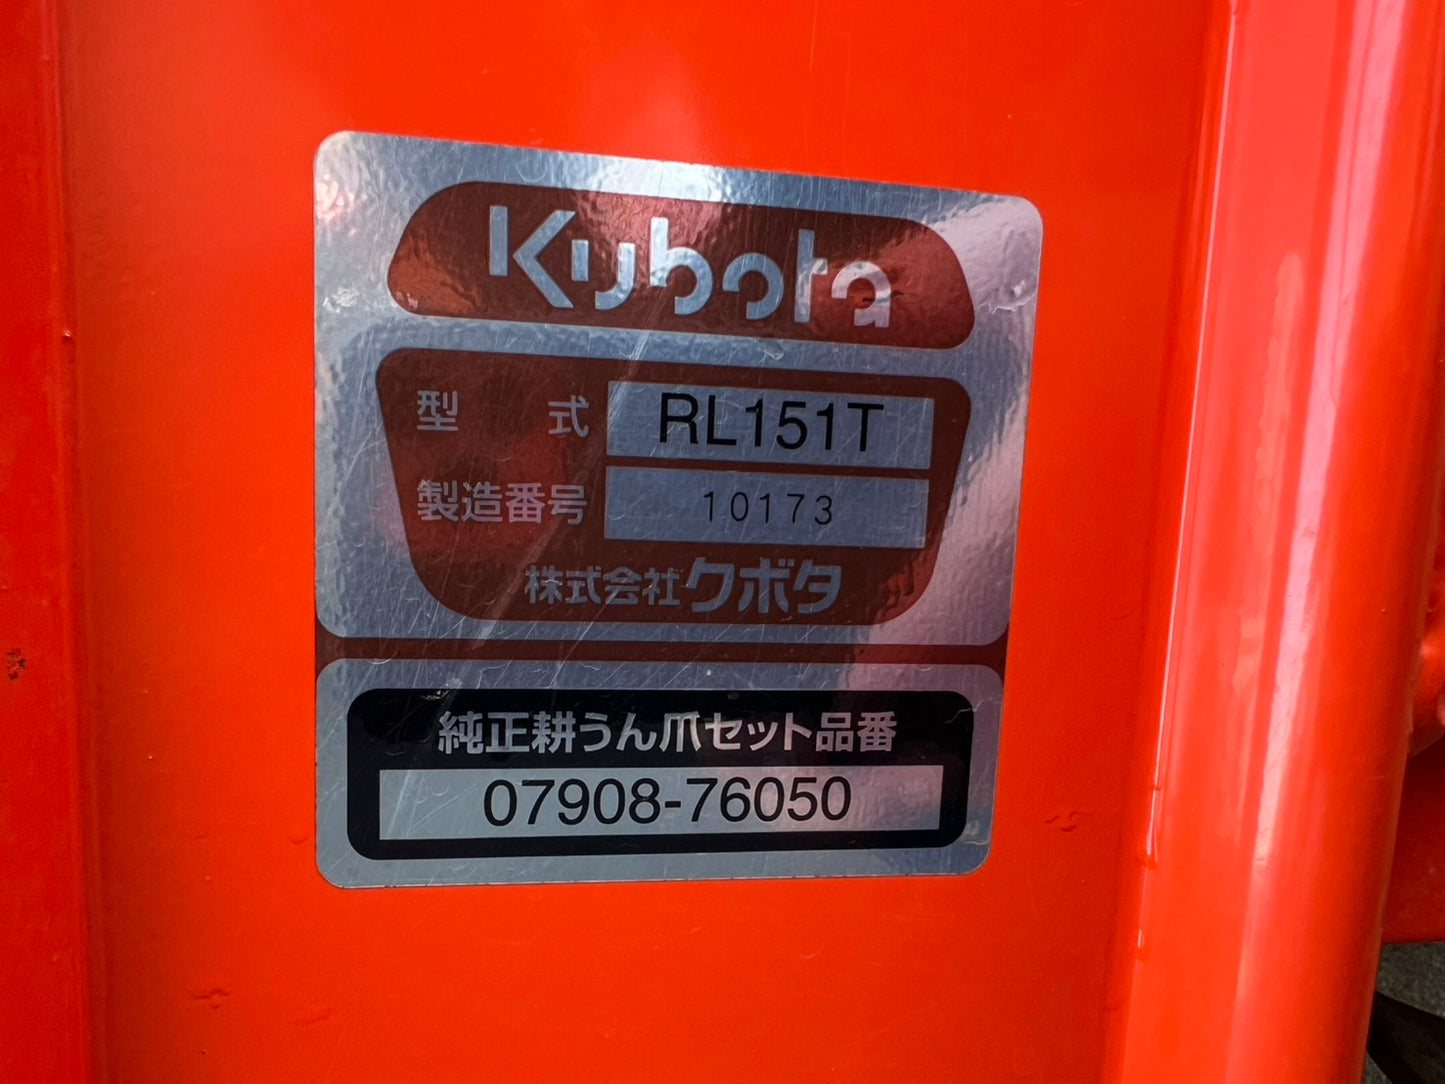 Kubota
型式 RL151T
製造番号 10173
株式会社クボタ
純正耕うん爪セット品番
07908-76050